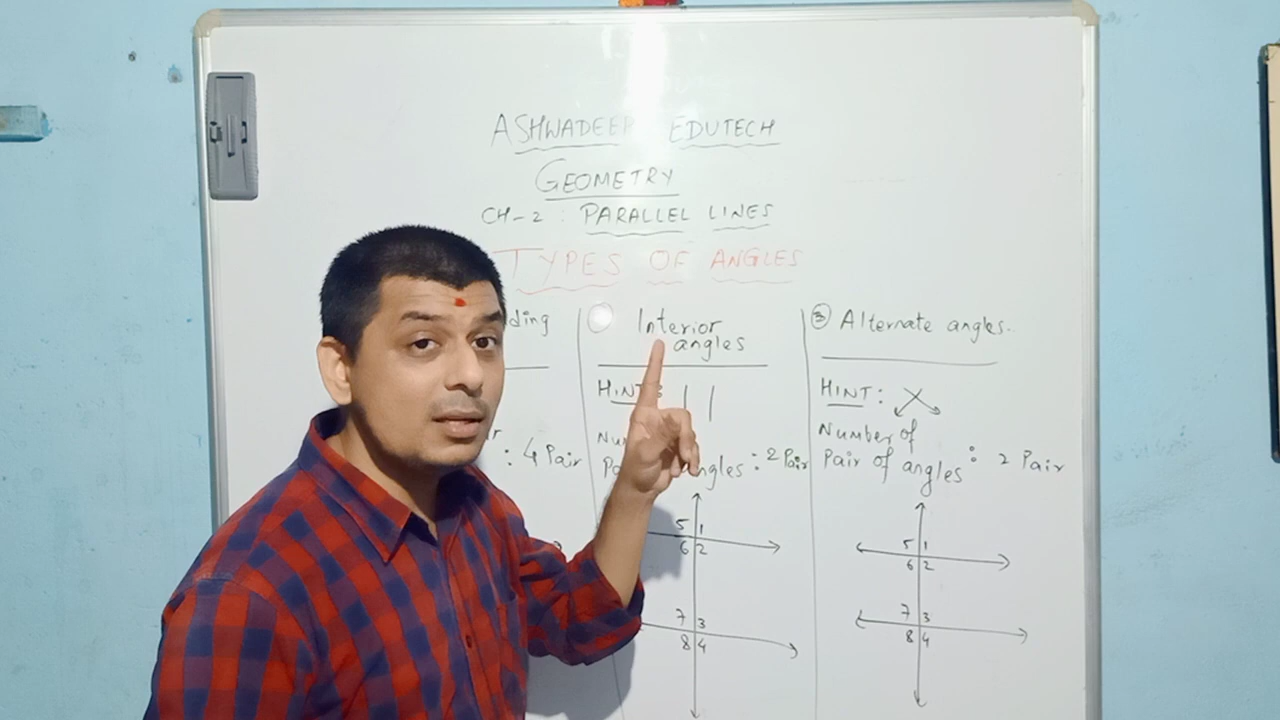 ASHWADEEP EDUTECH
GEOMETRY
CH-2 : PARALLEL LINES
TYPES OF ANGLES
ding
: 4 Pair
Interior
angles
HINT :
: 2 Pair
5 1
6 2
7 3
8 4
③ Alternate angles..
HINT :
Number of
Pair of angles : 2 Pair
5 1
6 2
7 3
8 4